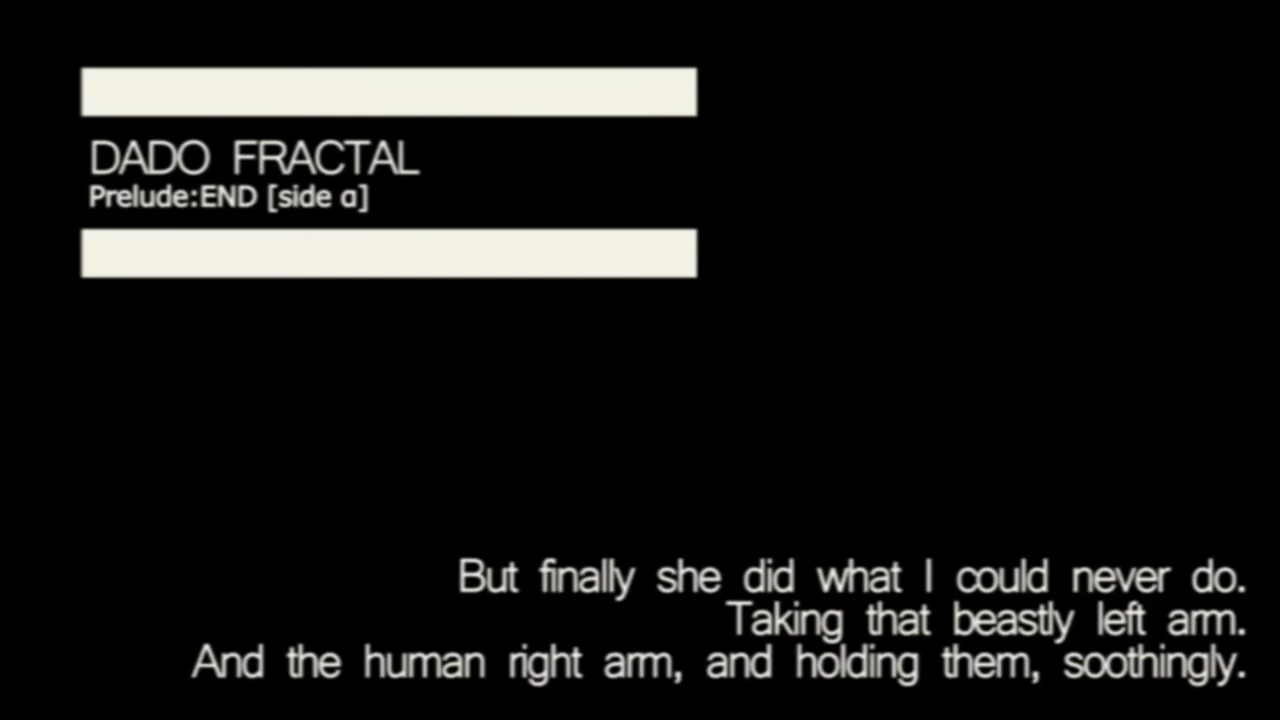 DADO FRACTAL
Prelude:END [side a]
But finally she did what I could never do.
Taking that beastly left arm.
And the human right arm, and holding them, soothingly.